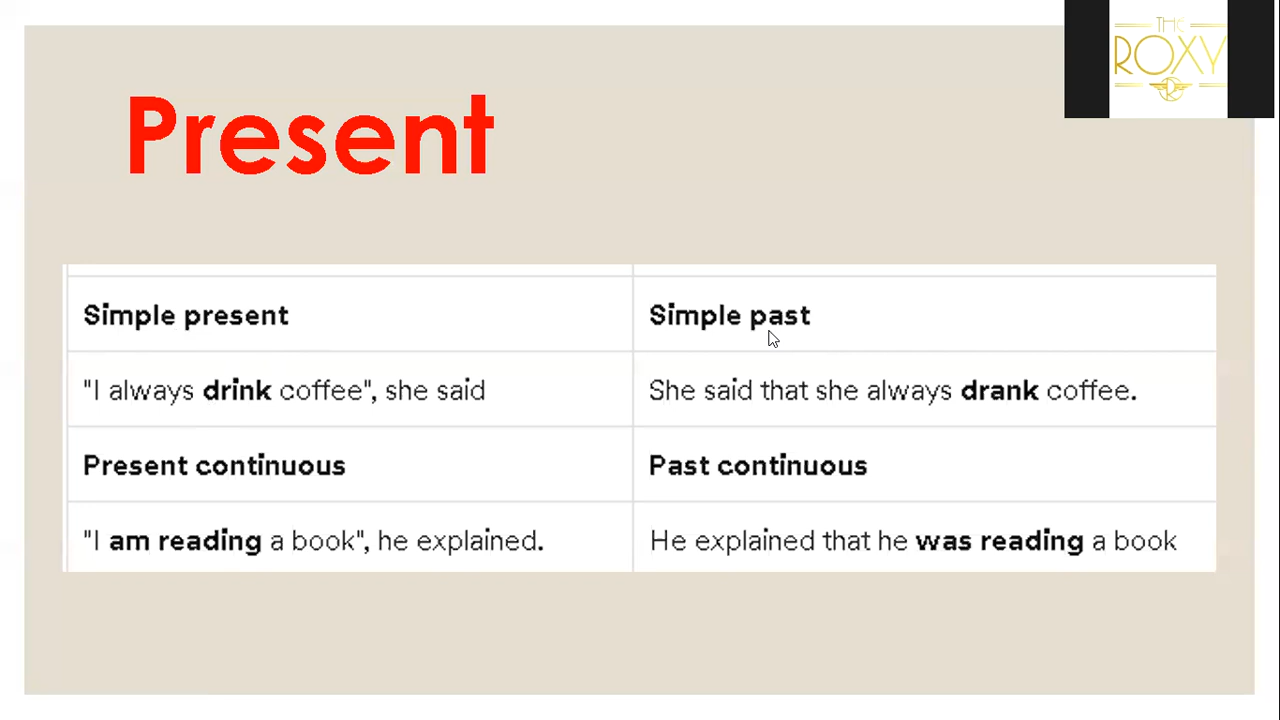 THE
ROXY
R
Present
Simple present
Simple past
"I always drink coffee", she said
She said that she always drank coffee.
Present continuous
Past continuous
"I am reading a book", he explained.
He explained that he was reading a book